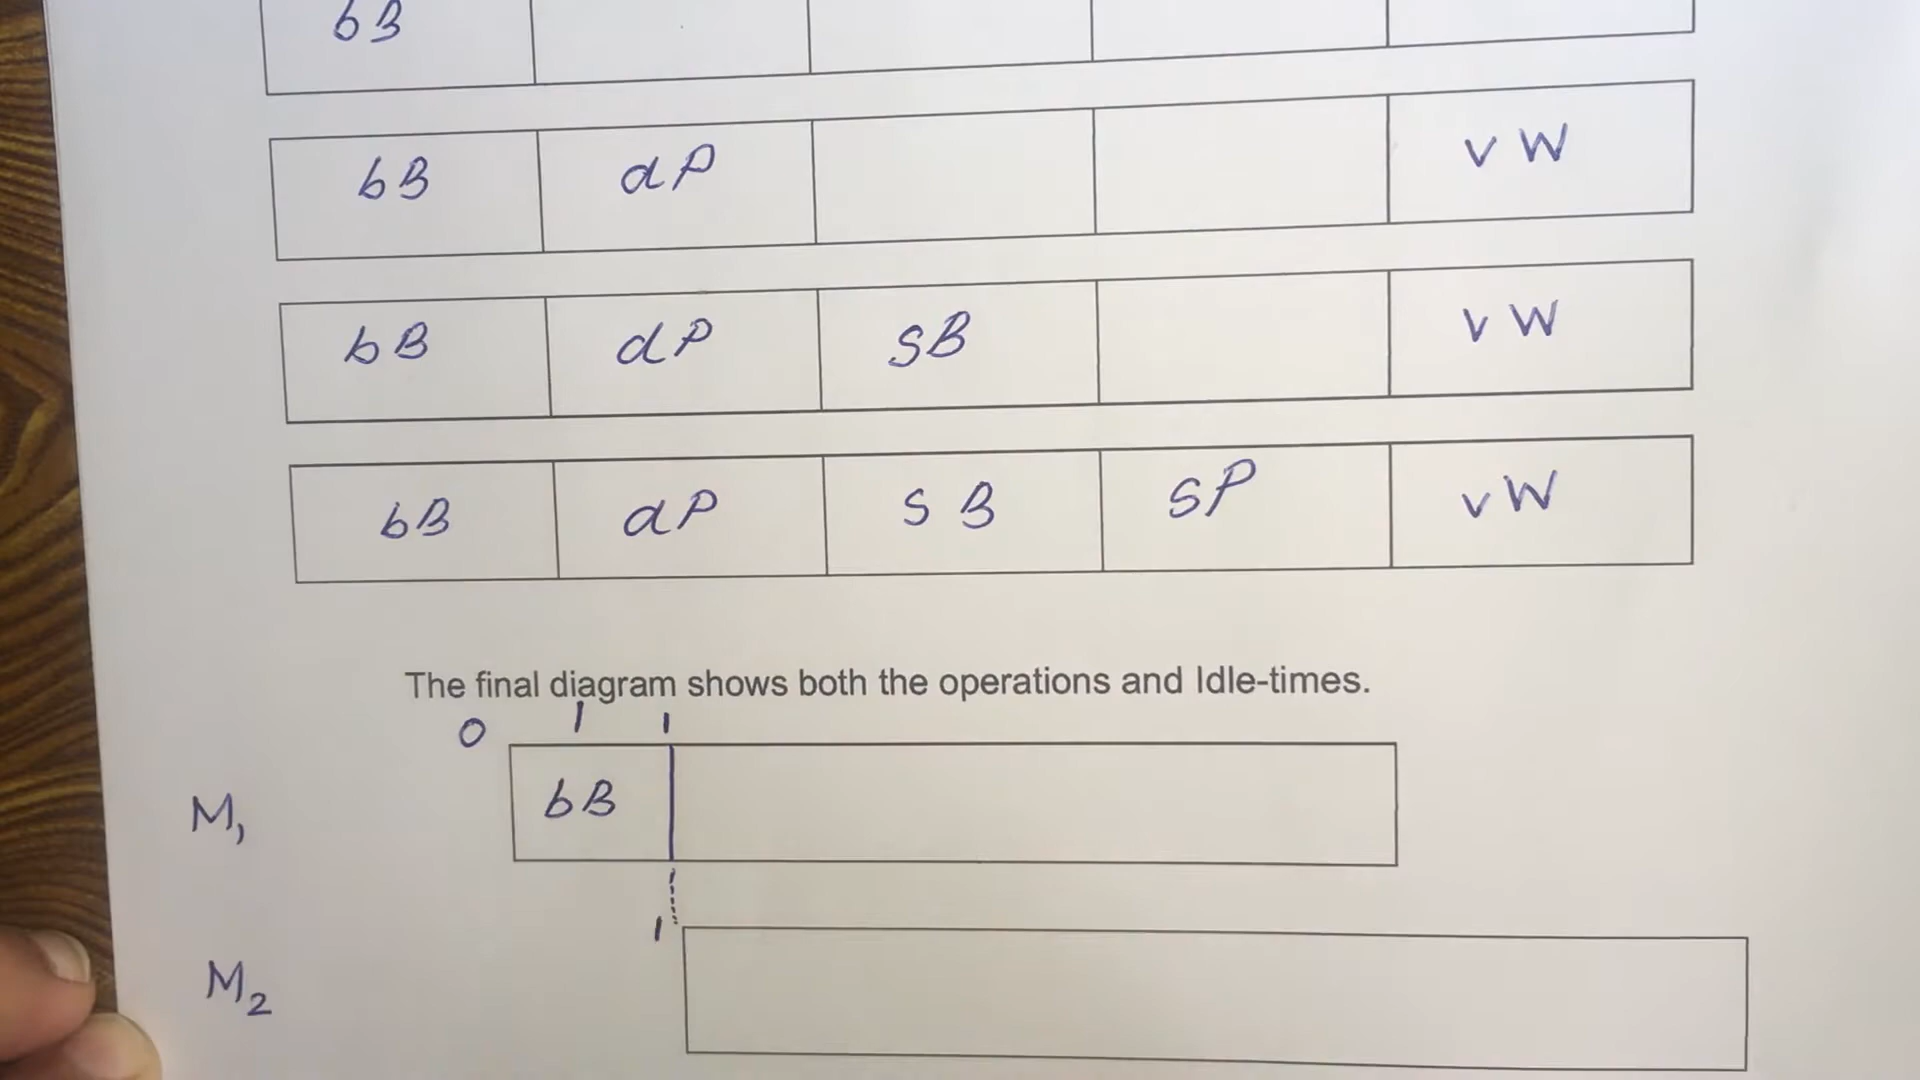 bB
bB dP vW
bB dP SB vW
bB dP SB SP vW
The final diagram shows both the operations and Idle-times.
0 1 1
M1 bB
1
M2